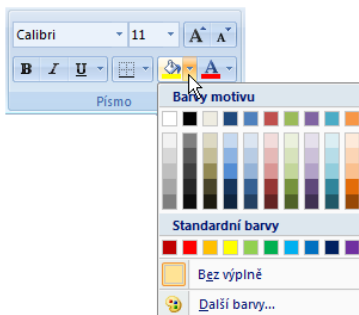 Calibri 11 A A
B I U A
Písmo
Barvy motivu
Standardní barvy
Bez výplně
Další barvy...